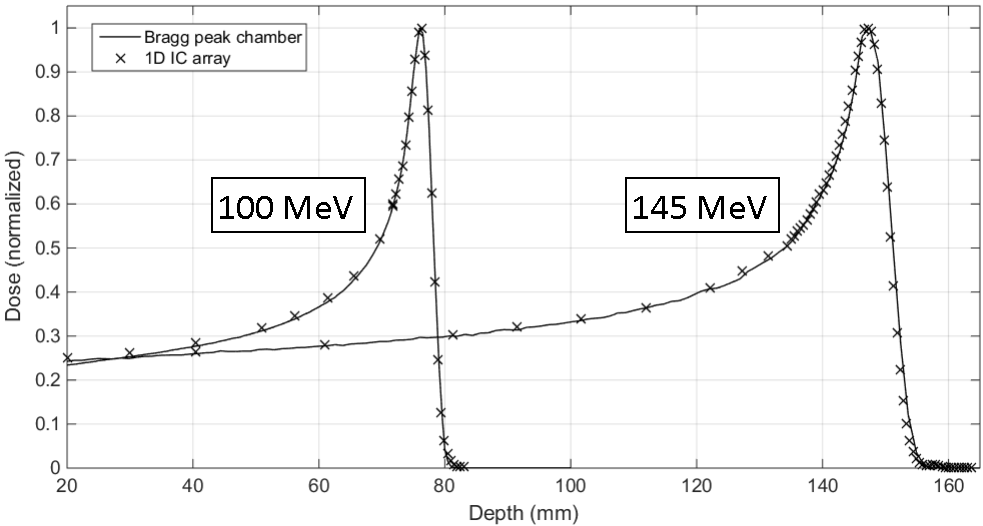 1
0.9
0.8
0.7
0.6
0.5
0.4
0.3
0.2
0.1
0
Dose (normalized)
Bragg peak chamber
1D IC array
100 MeV
145 MeV
20 40 60 80 100 120 140 160
Depth (mm)